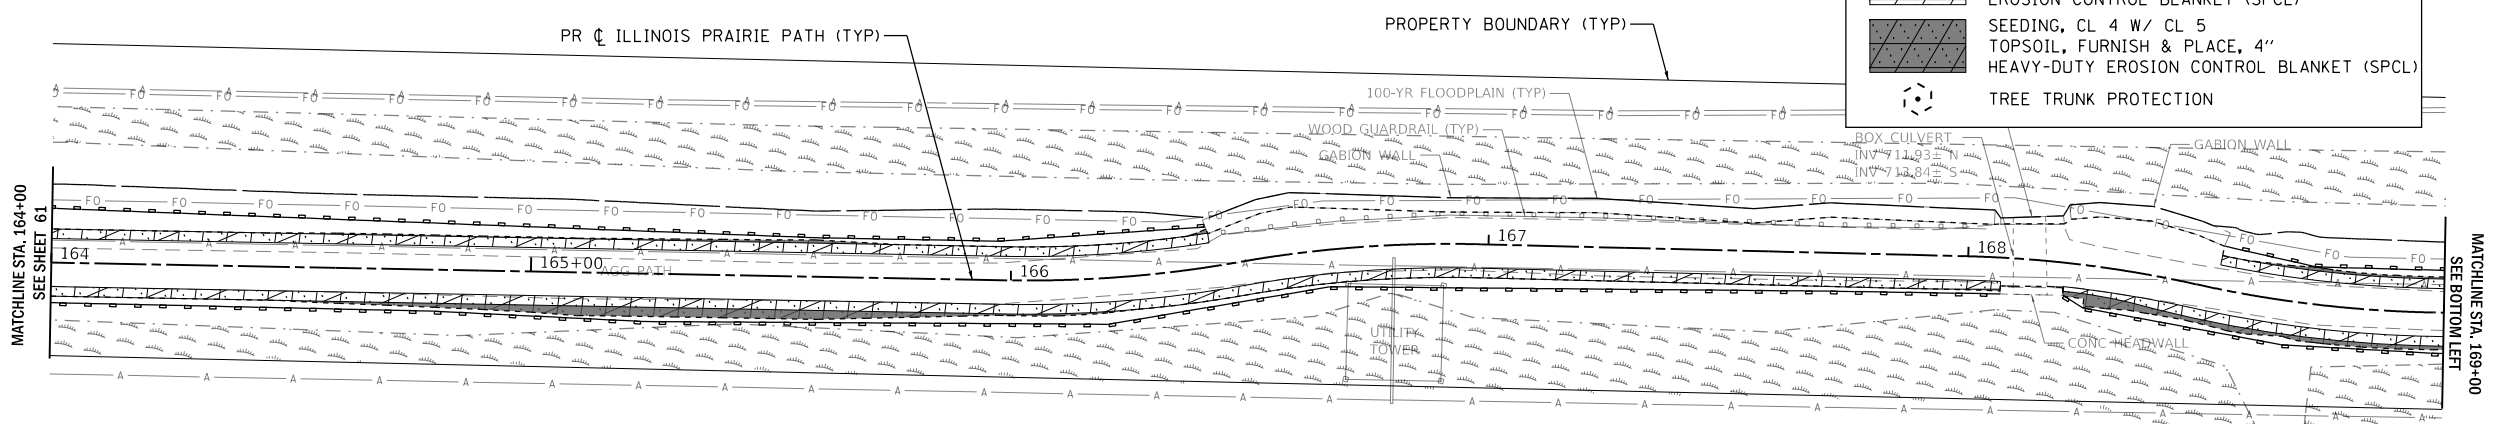 EROSION CONTROL BLANKET (SPCL)
SEEDING, CL 4 W/ CL 5
TOPSOIL, FURNISH & PLACE, 4"
HEAVY-DUTY EROSION CONTROL BLANKET (SPCL)
TREE TRUNK PROTECTION
PR ℄ ILLINOIS PRAIRIE PATH (TYP)
PROPERTY BOUNDARY (TYP)
100-YR FLOODPLAIN (TYP)
WOOD GUARDRAIL (TYP)
GABION WALL
BOX CULVERT
INV 711.93± N
INV 713.84± S
GABION WALL
MATCHLINE STA. 164+00
SEE SHEET 61
164
165+00
AGG PATH
166
167
168
UTILITY
TOWER
CONC HEADWALL
MATCHLINE STA. 169+00
SEE BOTTOM LEFT